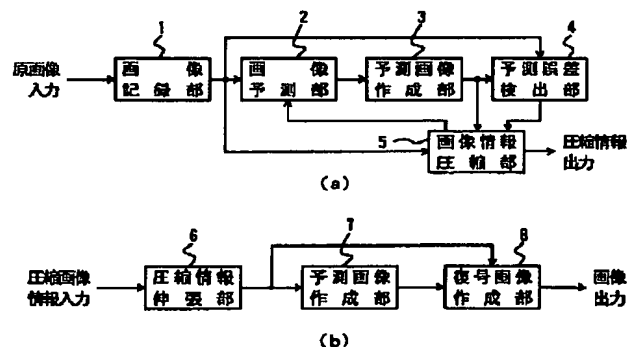 1
2
3
4
原画像
入力
画像
記録部
画像
予測部
予測画像
作成部
予測誤差
検出部
5
画像情報
圧縮部
圧縮情報
出力
(a)
6
7
8
圧縮画像
情報入力
圧縮情報
伸張部
予測画像
作成部
復号画像
作成部
画像
出力
(b)